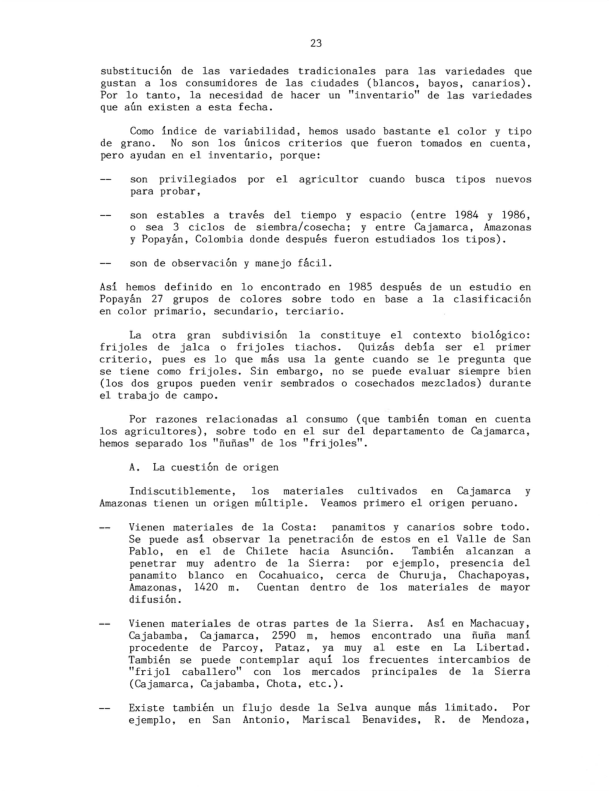 23
substitución de las variedades tradicionales para las variedades que
gustan a los consumidores de las ciudades (blancos, bayos, canarios).
Por lo tanto, la necesidad de hacer un "inventario" de las variedades
que aún existen a esta fecha.
Como índice de variabilidad, hemos usado bastante el color y tipo
de grano. No son los únicos criterios que fueron tomados en cuenta,
pero ayudan en el inventario, porque:
-- son privilegiados por el agricultor cuando busca tipos nuevos
para probar,
-- son estables a través del tiempo y espacio (entre 1984 y 1986,
o sea 3 ciclos de siembra/cosecha; y entre Cajamarca, Amazonas
y Popayán, Colombia donde después fueron estudiados los tipos).
-- son de observación y manejo fácil.
Así hemos definido en lo encontrado en 1985 después de un estudio en
Popayán 27 grupos de colores sobre todo en base a la clasificación
en color primario, secundario, terciario.
La otra gran subdivisión la constituye el contexto biológico:
frijoles de jalca o frijoles tiachos. Quizás debía ser el primer
criterio, pues es lo que más usa la gente cuando se le pregunta que
se tiene como frijoles. Sin embargo, no se puede evaluar siempre bien
(los dos grupos pueden venir sembrados o cosechados mezclados) durante
el trabajo de campo.
Por razones relacionadas al consumo (que también toman en cuenta
los agricultores), sobre todo en el sur del departamento de Cajamarca,
hemos separado los "ñuñas" de los "frijoles".
A. La cuestión de origen
Indiscutiblemente, los materiales cultivados en Cajamarca y
Amazonas tienen un origen múltiple. Veamos primero el origen peruano.
-- Vienen materiales de la Costa: panamitos y canarios sobre todo.
Se puede así observar la penetración de estos en el Valle de San
Pablo, en el de Chilete hacia Asunción. También alcanzan a
penetrar muy adentro de la Sierra: por ejemplo, presencia del
panamito blanco en Cocahuaico, cerca de Churuja, Chachapoyas,
Amazonas, 1420 m. Cuentan dentro de los materiales de mayor
difusión.
-- Vienen materiales de otras partes de la Sierra. Así en Machacuay,
Cajabamba, Cajamarca, 2590 m, hemos encontrado una ñuña maní
procedente de Parcoy, Pataz, ya muy al este en La Libertad.
También se puede contemplar aquí los frecuentes intercambios de
"frijol caballero" con los mercados principales de la Sierra
(Cajamarca, Cajabamba, Chota, etc.).
-- Existe también un flujo desde la Selva aunque más limitado. Por
ejemplo, en San Antonio, Mariscal Benavides, R. de Mendoza,